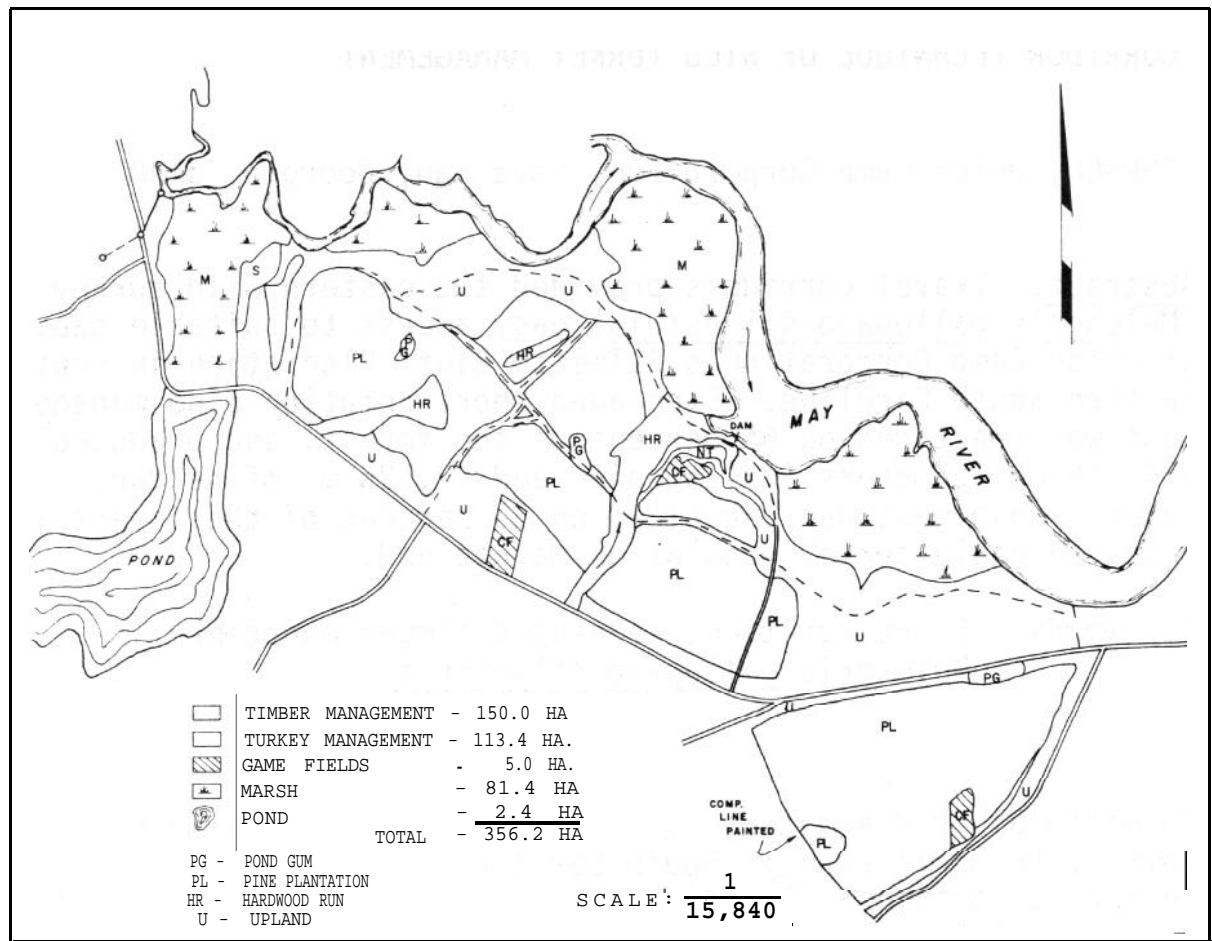 M
S
U
U
PL
PG
HR
HR
M
DAM
MAY
RIVER
HR
NT
PG
CF
U
U
PL
U
CF
U
POND
PL
PL
U
PG
U
PL
U
COMP.
LINE
PAINTED
PL
CF
TIMBER MANAGEMENT - 150.0 HA
TURKEY MANAGEMENT - 113.4 HA.
GAME FIELDS - 5.0 HA.
MARSH - 81.4 HA
POND - 2.4 HA
TOTAL - 356.2 HA
PG - POND GUM
PL - PINE PLANTATION
HR - HARDWOOD RUN
U - UPLAND
SCALE: 1
15,840